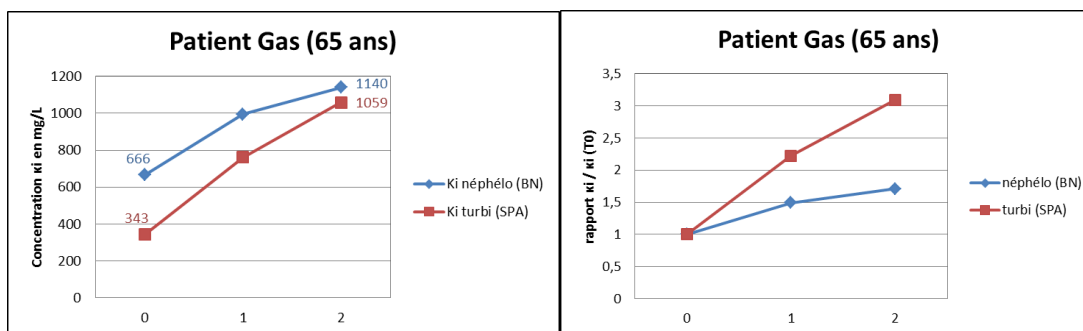 Patient Gas (65 ans)
Concentration κi en mg/L
1200
1000
800
600
400
200
0
666
343
1140
1059
0 1 2
Ki néphélo (BN)
Ki turbi (SPA)
Patient Gas (65 ans)
rapport κi / κi (T0)
3,5
3
2,5
2
1,5
1
0,5
0
0 1 2
néphélo (BN)
turbi (SPA)